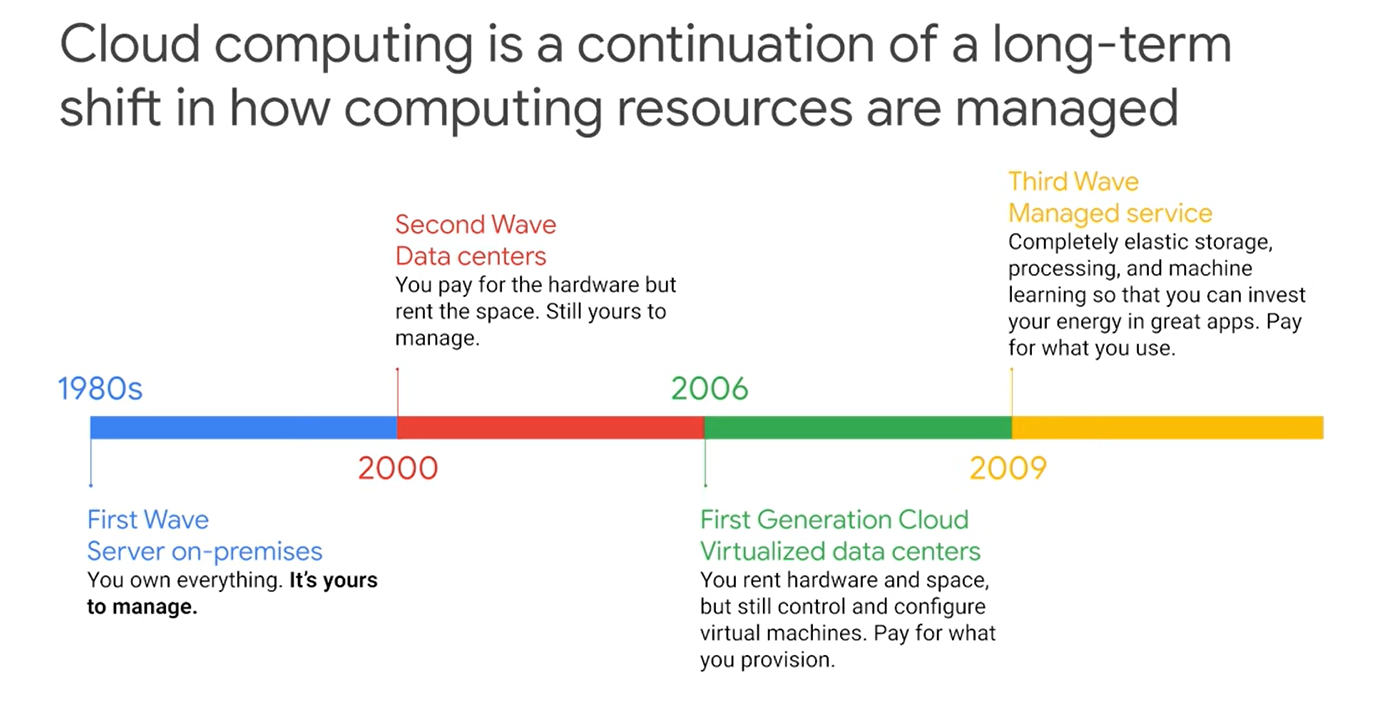 Cloud computing is a continuation of a long-term
shift in how computing resources are managed
1980s
First Wave
Server on-premises
You own everything. It's yours
to manage.
Second Wave
Data centers
You pay for the hardware but
rent the space. Still yours to
manage.
2000
2006
First Generation Cloud
Virtualized data centers
You rent hardware and space,
but still control and configure
virtual machines. Pay for what
you provision.
Third Wave
Managed service
Completely elastic storage,
processing, and machine
learning so that you can invest
your energy in great apps. Pay
for what you use.
2009